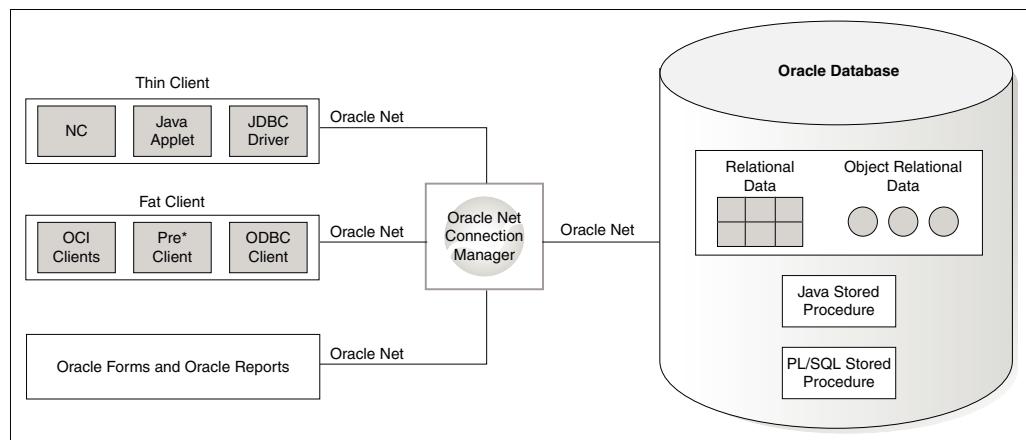 Thin Client
NC
Java
Applet
JDBC
Driver
Oracle Net
Fat Client
OCI
Clients
Pre*
Client
ODBC
Client
Oracle Net
Oracle Forms and Oracle Reports
Oracle Net
Oracle Net
Connection
Manager
Oracle Net
Oracle Database
Relational
Data
Object Relational
Data
Java Stored
Procedure
PL/SQL Stored
Procedure